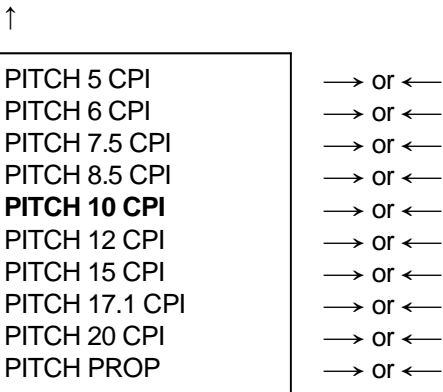 ↑
PITCH 5 CPI → or ←
PITCH 6 CPI → or ←
PITCH 7.5 CPI → or ←
PITCH 8.5 CPI → or ←
PITCH 10 CPI → or ←
PITCH 12 CPI → or ←
PITCH 15 CPI → or ←
PITCH 17.1 CPI → or ←
PITCH 20 CPI → or ←
PITCH PROP → or ←